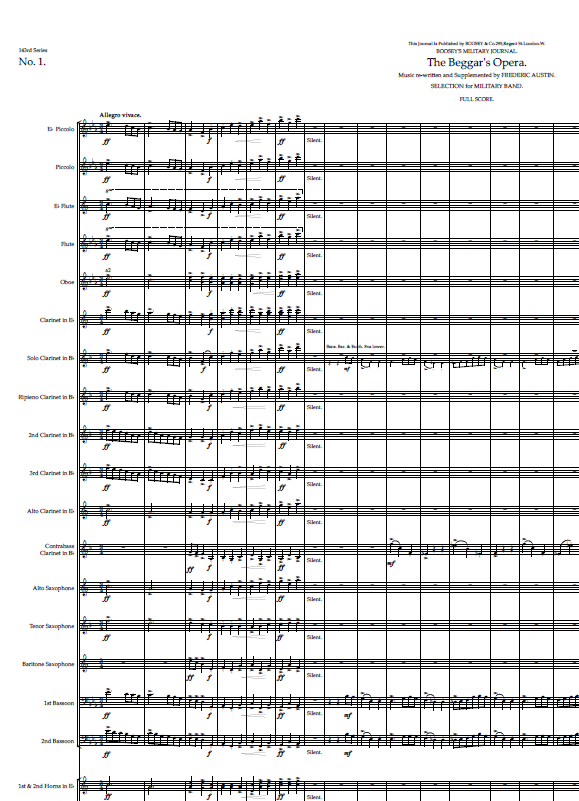 This Journal Is Published by BOOSEY & Co 295,Regent St.London.W.
143rd Series
BOOSEY'S MILITARY JOURNAL.
No. 1.
The Beggar's Opera.
Music re-written and Supplemented by FREDERIC AUSTIN.
SELECTION for MILITARY BAND.
FULL SCORE.
Allegro vivace.
E♭ Piccolo
ff f ff Silent.
Piccolo
ff f ff Silent.
8va
E♭ Flute
ff f ff Silent.
8va
Flute
ff f ff Silent.
a2
Oboe
ff f ff Silent.
Clarinet in E♭
ff f ff Silent.
Solo Clarinet in B♭
ff f ff Silent. mf
Ripieno Clarinet in B♭
ff f ff Silent.
2nd Clarinet in B♭
ff f ff Silent.
3rd Clarinet in B♭
ff f ff Silent.
Alto Clarinet in E♭
ff f ff Silent.
Contrabass
Clarinet in B♭
ff f ff Silent. mf
Alto Saxophone
ff f ff Silent.
Tenor Saxophone
ff f ff Silent.
Baritone Saxophone
ff f ff Silent.
1st Bassoon
ff f ff Silent. mf
2nd Bassoon
ff f ff Silent. mf
1st & 2nd Horns in E♭
ff f ff Silent.